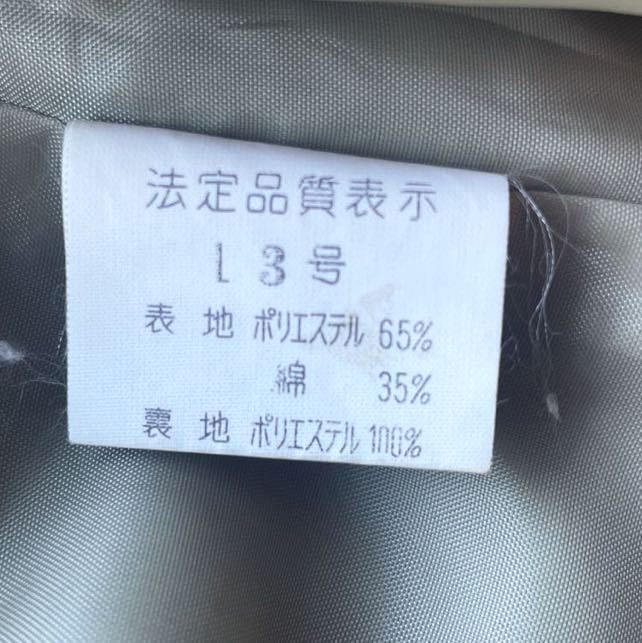 法定品質表示
13号
表地 ポリエステル 65%
綿 35%
裏地 ポリエステル 100%